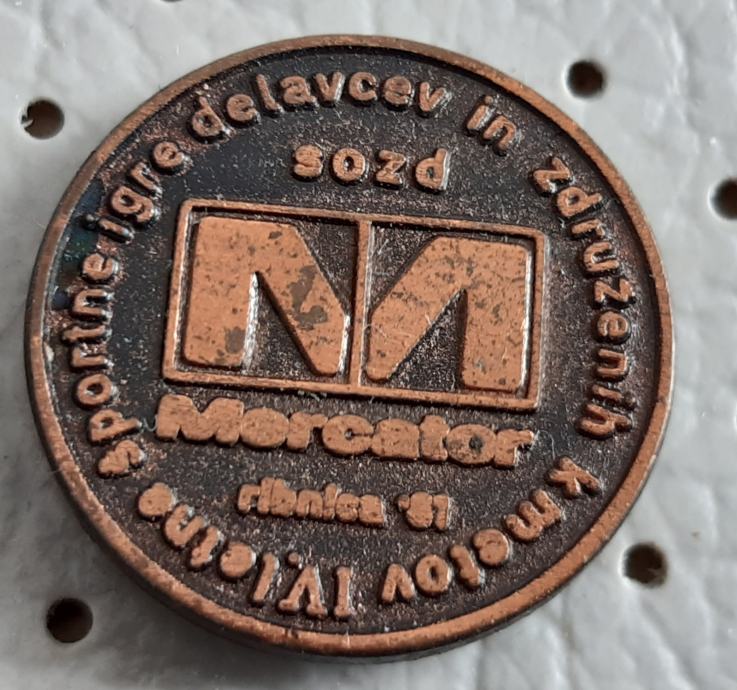 IV. letne športne igre delavcev in združenih kmetov
sozd
M
Mercator
ribnica '81